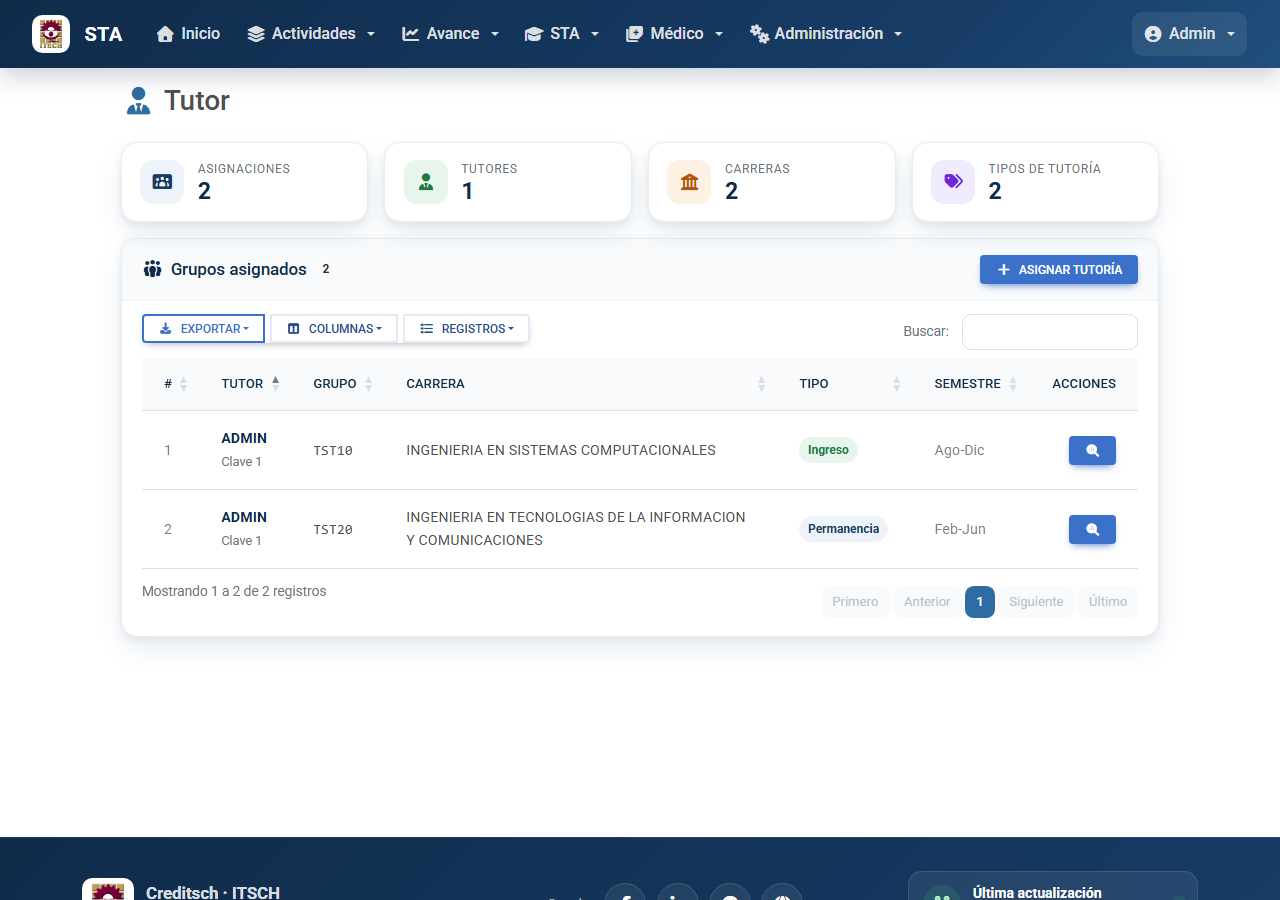 ITSCH
STA
Inicio
Actividades
Avance
STA
Médico
Administración
Admin
Tutor
ASIGNACIONES
2
TUTORES
1
CARRERAS
2
TIPOS DE TUTORÍA
2
Grupos asignados 2
ASIGNAR TUTORÍA
EXPORTAR
COLUMNAS
REGISTROS
Buscar:
# TUTOR GRUPO CARRERA TIPO SEMESTRE ACCIONES
1 ADMIN Clave 1 TST10 INGENIERIA EN SISTEMAS COMPUTACIONALES Ingreso Ago-Dic
2 ADMIN Clave 1 TST20 INGENIERIA EN TECNOLOGIAS DE LA INFORMACION Y COMUNICACIONES Permanencia Feb-Jun
Mostrando 1 a 2 de 2 registros
Primero Anterior 1 Siguiente Último
Creditsch · ITSCH
Última actualización